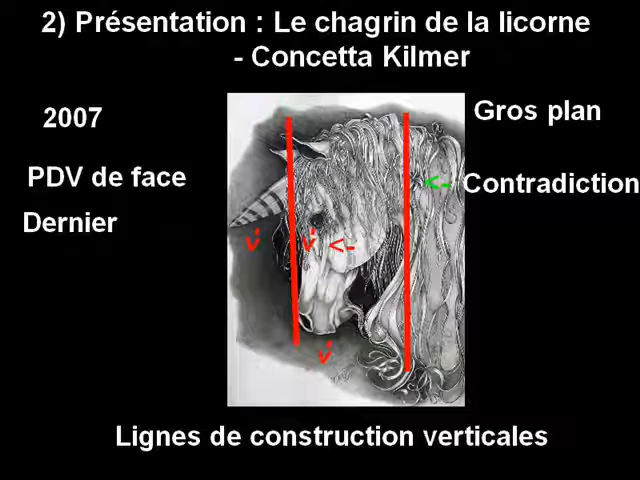 2) Présentation : Le chagrin de la licorne
- Concetta Kilmer
2007
Gros plan
PDV de face
Contradiction
Dernier
Lignes de construction verticales